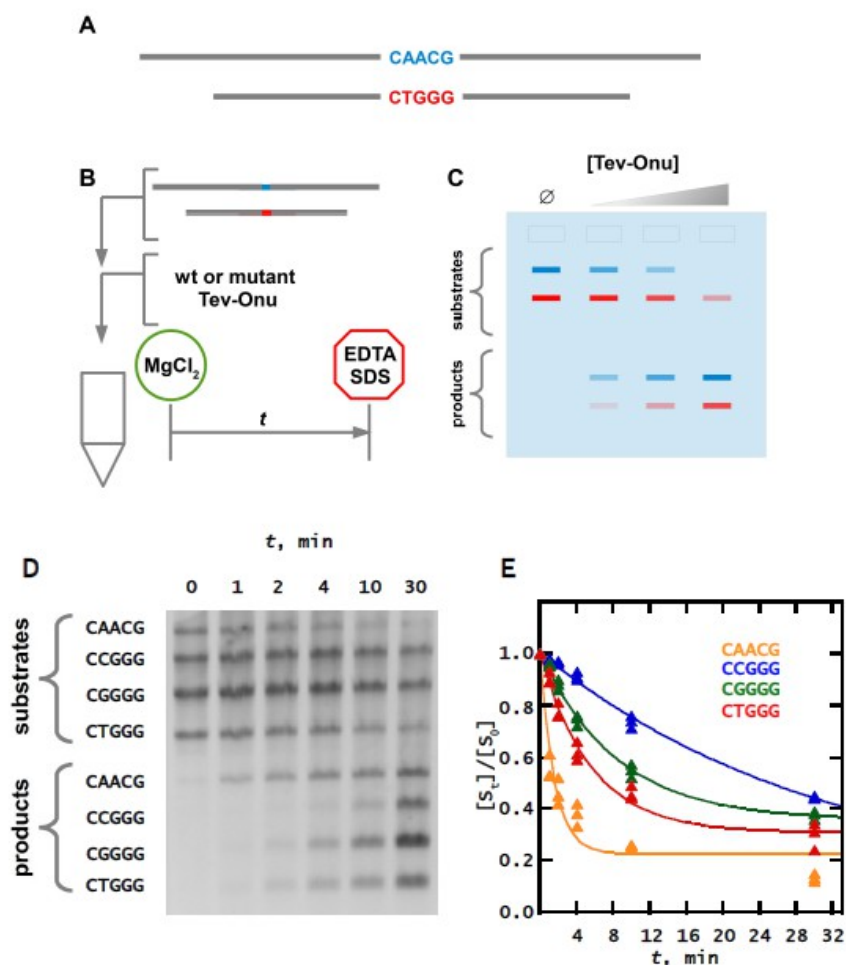 A
CAACG
CTGGG
B
wt or mutant
Tev-Onu
MgCl2
EDTA
SDS
t
C
[Tev-Onu]
∅
substrates
products
D
t, min
0 1 2 4 10 30
substrates
CAACG
CCGGG
CGGGG
CTGGG
products
CAACG
CCGGG
CGGGG
CTGGG
E
CAACG
CCGGG
CGGGG
CTGGG
[St]/[S0]
1.0
0.8
0.6
0.4
0.2
0.0
4 8 12 16 20 24 28 32
t, min